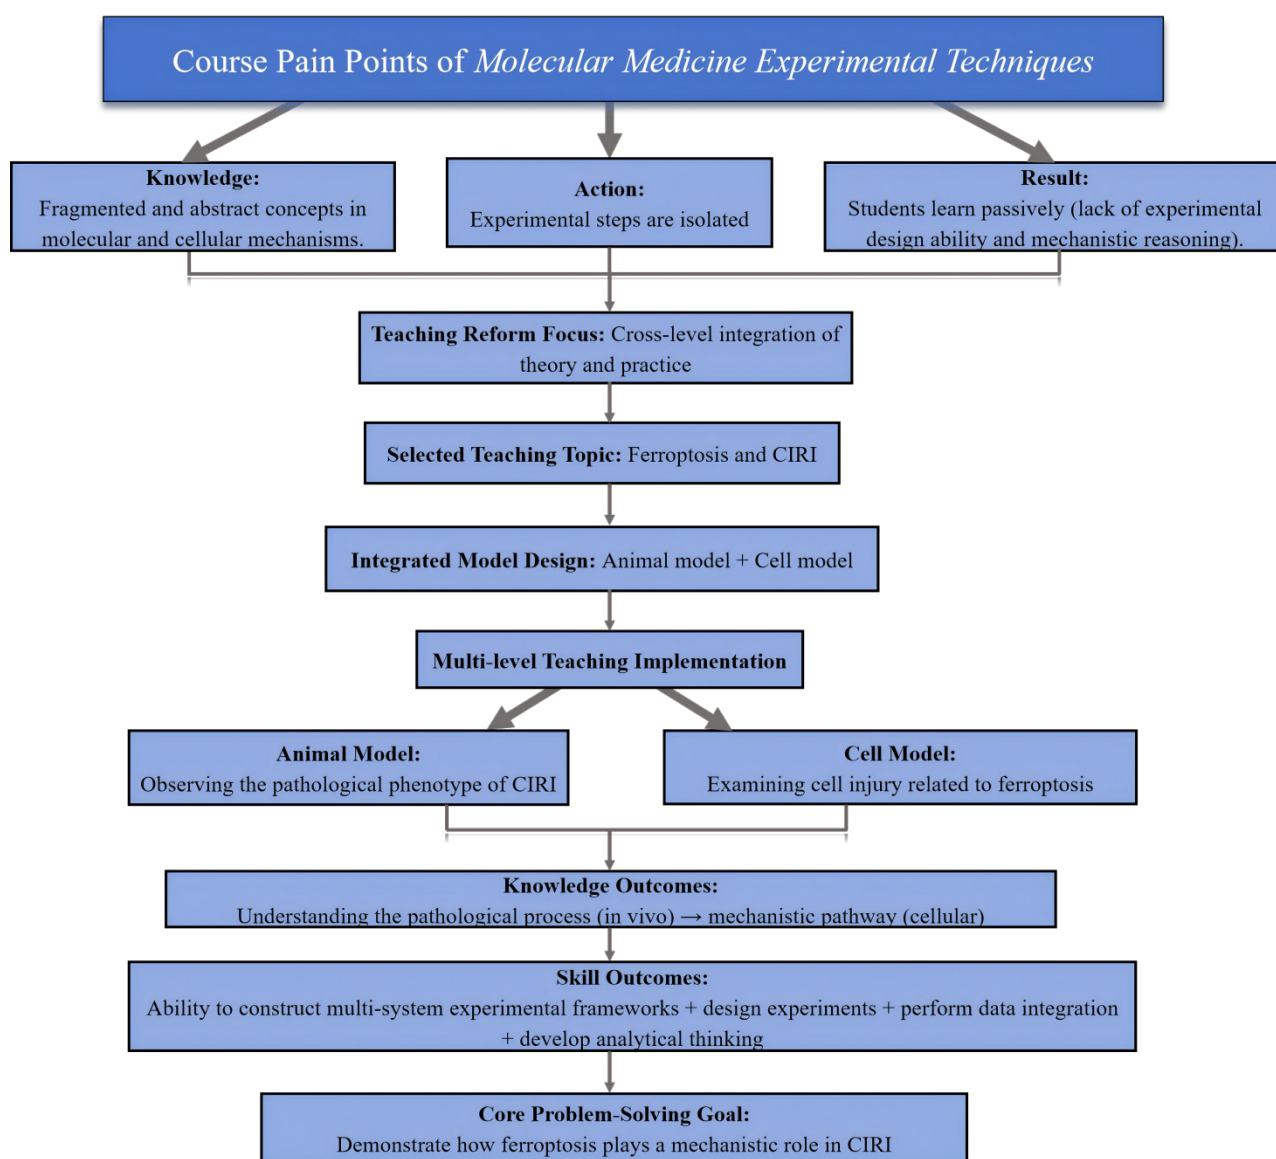 Course Pain Points of Molecular Medicine Experimental Techniques
Knowledge:
Fragmented and abstract concepts in
molecular and cellular mechanisms.
Action:
Experimental steps are isolated
Result:
Students learn passively (lack of experimental
design ability and mechanistic reasoning).
Teaching Reform Focus: Cross-level integration of
theory and practice
Selected Teaching Topic: Ferroptosis and CIRI
Integrated Model Design: Animal model + Cell model
Multi-level Teaching Implementation
Animal Model:
Observing the pathological phenotype of CIRI
Cell Model:
Examining cell injury related to ferroptosis
Knowledge Outcomes:
Understanding the pathological process (in vivo) → mechanistic pathway (cellular)
Skill Outcomes:
Ability to construct multi-system experimental frameworks + design experiments + perform data integration
+ develop analytical thinking
Core Problem-Solving Goal:
Demonstrate how ferroptosis plays a mechanistic role in CIRI